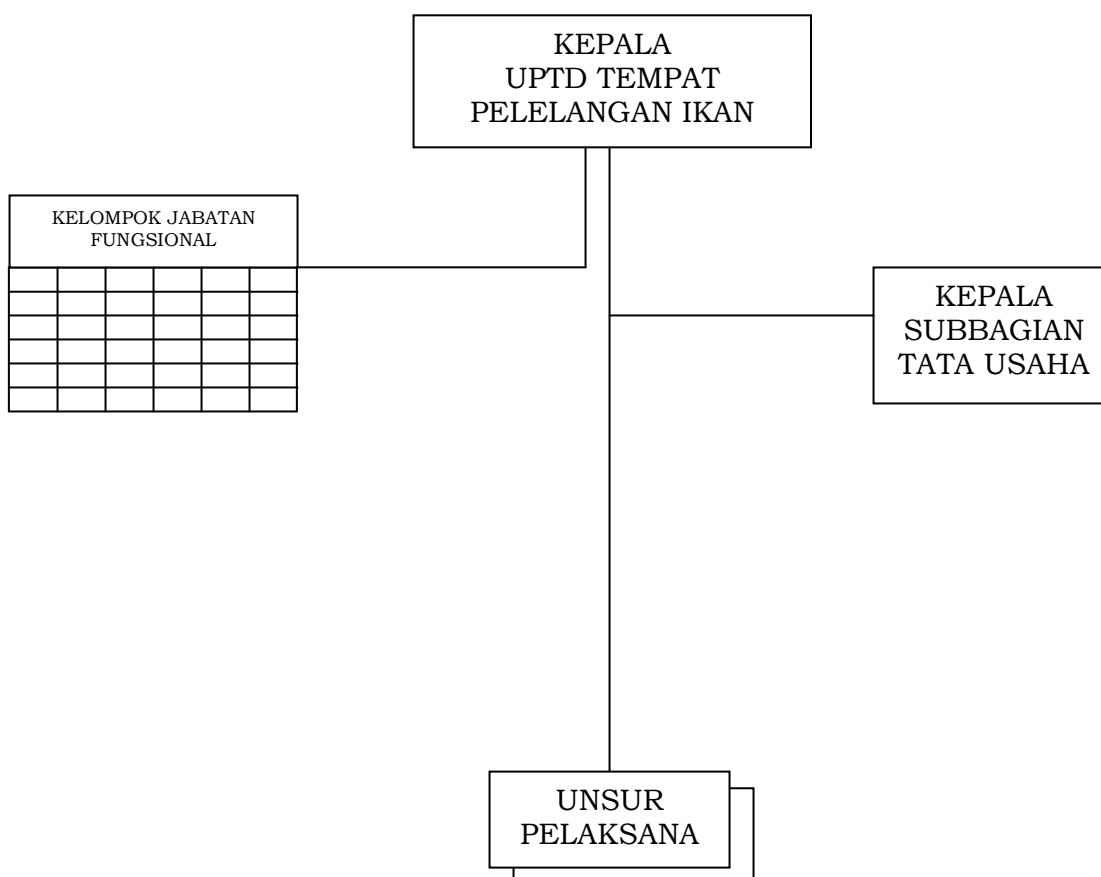 KEPALA
UPTD TEMPAT
PELELANGAN IKAN
KELOMPOK JABATAN
FUNGSIONAL
KEPALA
SUBBAGIAN
TATA USAHA
UNSUR
PELAKSANA